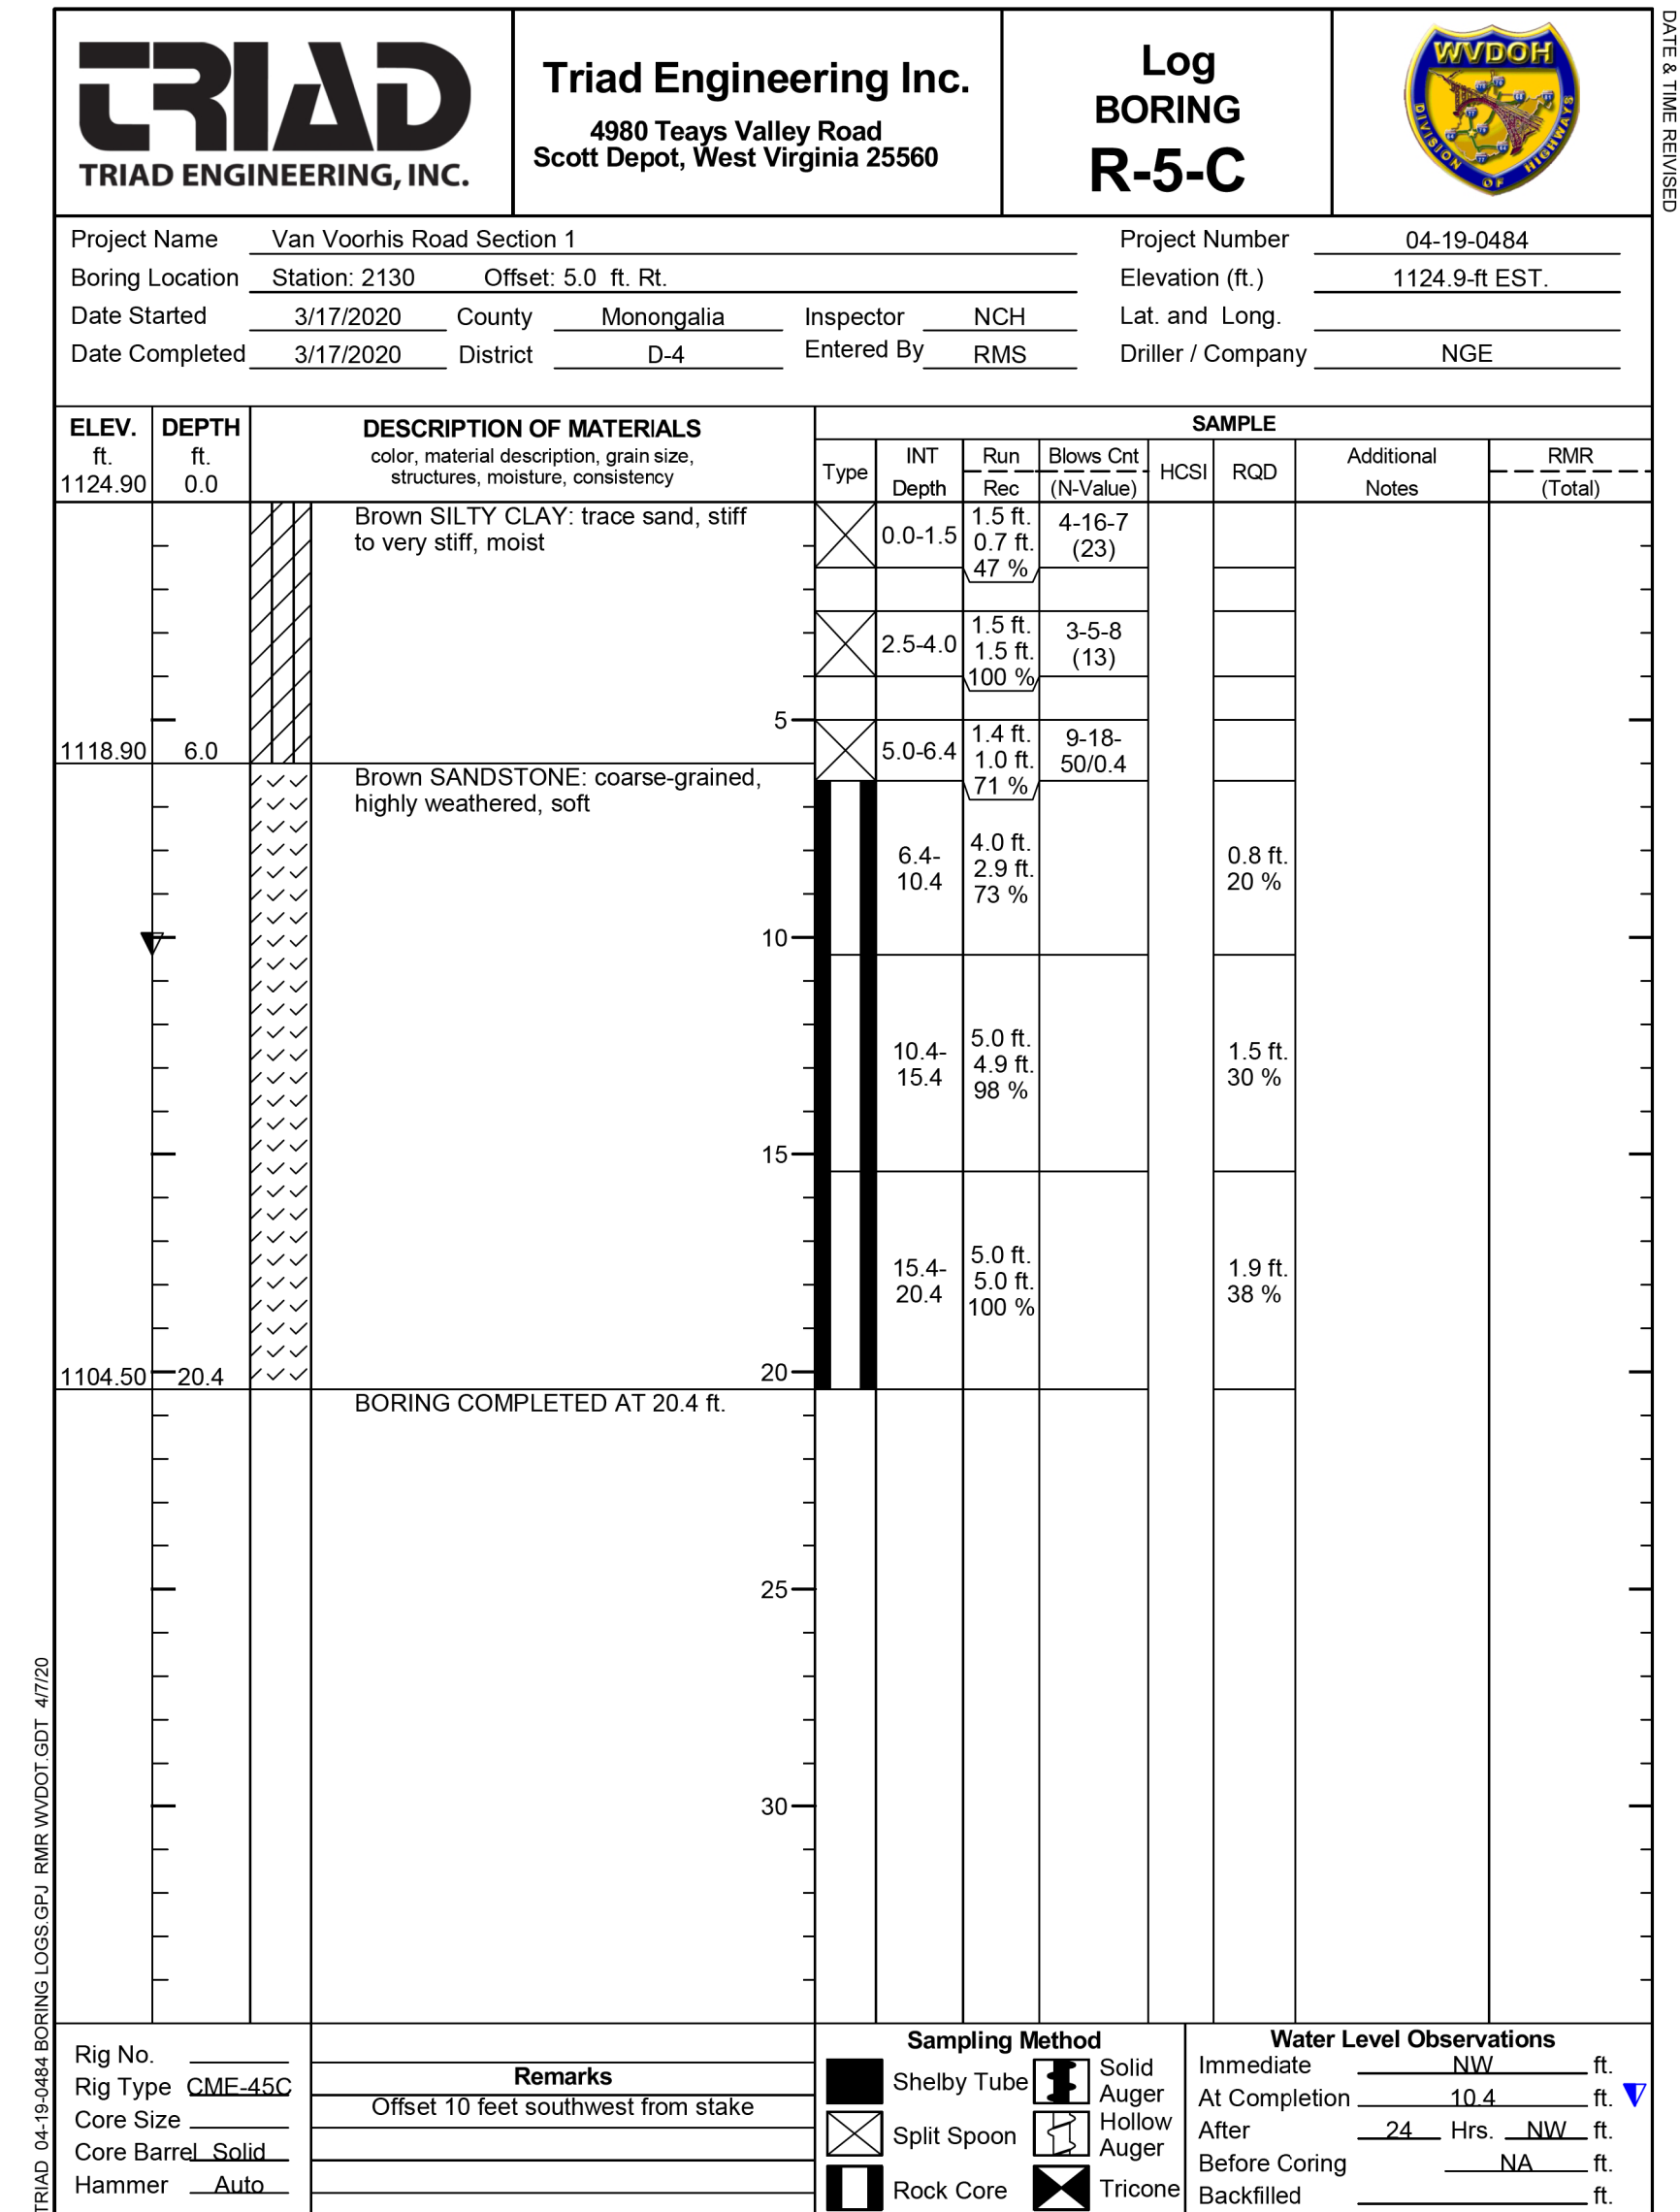 TRIAD
TRIAD ENGINEERING, INC.
Triad Engineering Inc.
4980 Teays Valley Road
Scott Depot, West Virginia 25560
Log
BORING
R-5-C
WVDOH
DIVISION OF HIGHWAYS
DATE & TIME REIVISED
Project Name Van Voorhis Road Section 1
Project Number 04-19-0484
Boring Location Station: 2130 Offset: 5.0 ft. Rt.
Elevation (ft.) 1124.9-ft EST.
Date Started 3/17/2020 County Monongalia Inspector NCH
Lat. and Long.
Date Completed 3/17/2020 District D-4 Entered By RMS
Driller / Company NGE
ELEV. DEPTH DESCRIPTION OF MATERIALS SAMPLE
ft. ft. color, material description, grain size,
1124.90 0.0 structures, moisture, consistency
Type INT Run Blows Cnt HCSI RQD Additional RMR
Depth Rec (N-Value) Notes (Total)
Brown SILTY CLAY: trace sand, stiff
to very stiff, moist
0.0-1.5
1.5 ft.
0.7 ft.
47 %
4-16-7
(23)
2.5-4.0
1.5 ft.
1.5 ft.
100 %
3-5-8
(13)
5
1118.90 6.0
5.0-6.4
1.4 ft.
1.0 ft.
71 %
9-18-
50/0.4
Brown SANDSTONE: coarse-grained,
highly weathered, soft
6.4-
10.4
4.0 ft.
2.9 ft.
73 %
0.8 ft.
20 %
10
10.4-
15.4
5.0 ft.
4.9 ft.
98 %
1.5 ft.
30 %
15
15.4-
20.4
5.0 ft.
5.0 ft.
100 %
1.9 ft.
38 %
20
1104.50 20.4
BORING COMPLETED AT 20.4 ft.
25
30
TRIAD 04-19-0484 BORING LOGS.GPJ RMR WVDOT.GDT 4/7/20
Rig No.
Rig Type CME-45C
Core Size
Core Barrel Solid
Hammer Auto
Remarks
Offset 10 feet southwest from stake
Sampling Method
Shelby Tube
Solid
Auger
Split Spoon
Hollow
Auger
Rock Core
Tricone
Water Level Observations
Immediate NW ft.
At Completion 10.4 ft.
After 24 Hrs. NW ft.
Before Coring NA ft.
Backfilled ft.